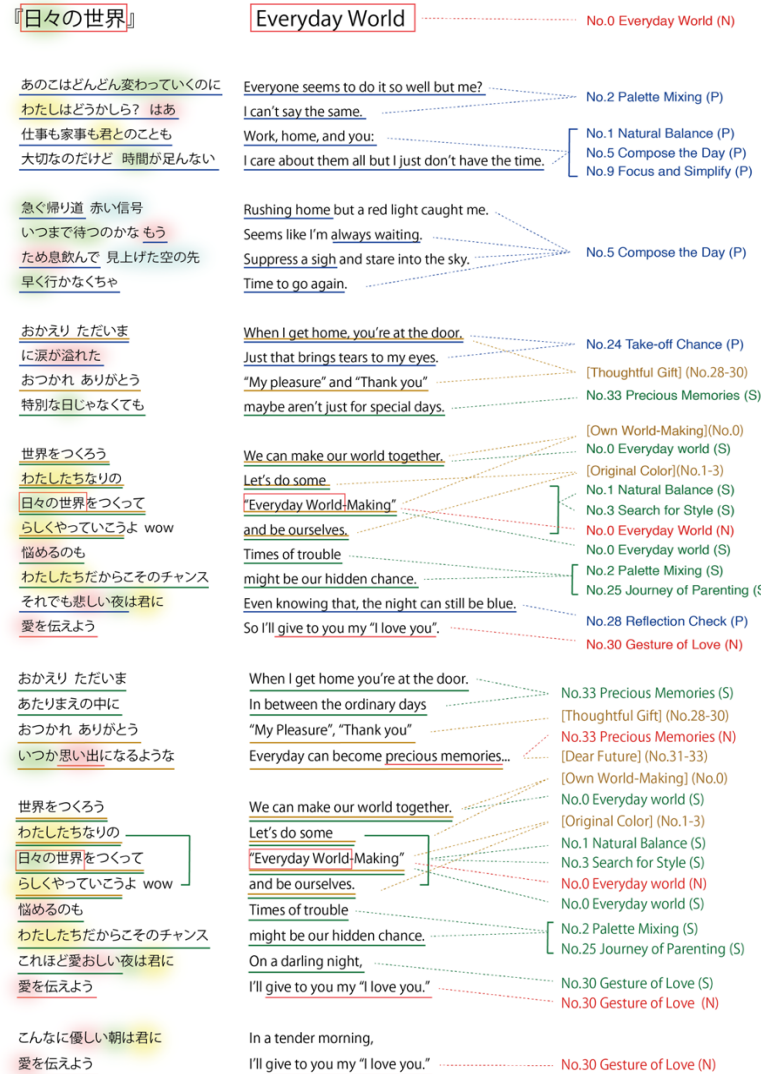 『日々の世界』 Everyday World No.0 Everyday World (N)
あのこはどんどん変わっていくのに Everyone seems to do it so well but me?
No.2 Palette Mixing (P)
わたしはどうかしら? はあ I can't say the same.
仕事も家事も君とのことも Work, home, and you: No.1 Natural Balance (P)
No.5 Compose the Day (P)
大切なのだけど 時間が足んない I care about them all but I just don't have the time.
No.9 Focus and Simplify (P)
急ぐ帰り道 赤い信号 Rushing home but a red light caught me.
いつまで待つのかな もう Seems like I'm always waiting.
No.5 Compose the Day (P)
ため息飲んで 見上げた空の先 Suppress a sigh and stare into the sky.
早く行かなくちゃ Time to go again.
おかえり ただいま When I get home, you're at the door,
No.24 Take-off Chance (P)
に涙が溢れた Just that brings tears to my eyes.
[Thoughtful Gift] (No.28-30)
おつかれ ありがとう “My pleasure” and “Thank you”
No.33 Precious Memories (S)
特別な日じゃなくても maybe aren't just for special days.
[Own World-Making](No.0)
世界をつくろう We can make our world together.
No.0 Everyday world (S)
わたしたちなりの Let's do some [Original Color](No.1-3)
No.1 Natural Balance (S)
日々の世界をつくって “Everyday World-Making” No.3 Search for Style (S)
らしくやっていこうよ wow and be ourselves. No.0 Everyday World (N)
No.0 Everyday world (S)
悩めるのも Times of trouble No.2 Palette Mixing (S)
わたしたちだからこそのチャンス might be our hidden chance. No.25 Journey of Parenting (S
それでも悲しい夜は君に Even knowing that, the night can still be blue. No.28 Reflection Check (P)
愛を伝えよう So I'll give to you my “I love you”. No.30 Gesture of Love (N)
おかえり ただいま When I get home you're at the door.
No.33 Precious Memories (S)
あたりまえの中に In between the ordinary days
[Thoughtful Gift] (No.28-30)
おつかれ ありがとう “My Pleasure”, “Thank you” No.33 Precious Memories (N)
いつか思い出になるような Everyday can become precious memories... [Dear Future] (No.31-33)
[Own World-Making] (No.0)
世界をつくろう We can make our world together. No.0 Everyday world (S)
わたしたちなりの Let's do some [Original Color] (No.1-3)
No.1 Natural Balance (S)
日々の世界をつくって “Everyday World-Making” No.3 Search for Style (S)
らしくやっていこうよ wow and be ourselves. No.0 Everyday world (N)
No.0 Everyday world (S)
悩めるのも Times of trouble No.2 Palette Mixing (S)
わたしたちだからこそのチャンス might be our hidden chance. No.25 Journey of Parenting (S)
これほど愛おしい夜は君に On a darling night, No.30 Gesture of Love (S)
愛を伝えよう I'll give to you my “I love you.” No.30 Gesture of Love (N)
こんなに優しい朝は君に In a tender morning,
愛を伝えよう I'll give to you my “I love you.” No.30 Gesture of Love (N)